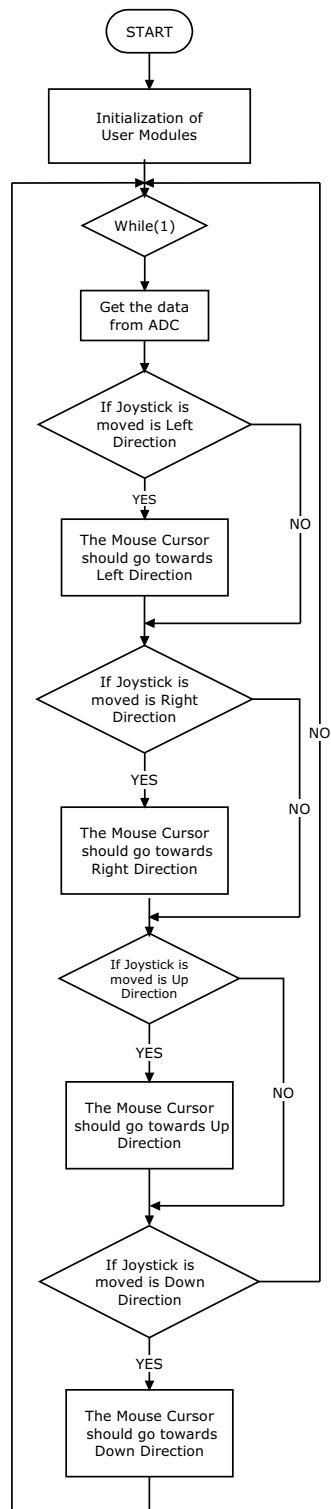 START
Initialization of
User Modules
While(1)
Get the data
from ADC
If Joystick is
moved is Left
Direction
YES
NO
The Mouse Cursor
should go towards
Left Direction
If Joystick is
moved is Right
Direction
NO
YES
NO
The Mouse Cursor
should go towards
Right Direction
If Joystick is
moved is Up
Direction
YES
NO
The Mouse Cursor
should go towards Up
Direction
If Joystick is
moved is Down
Direction
YES
The Mouse Cursor
should go towards
Down Direction